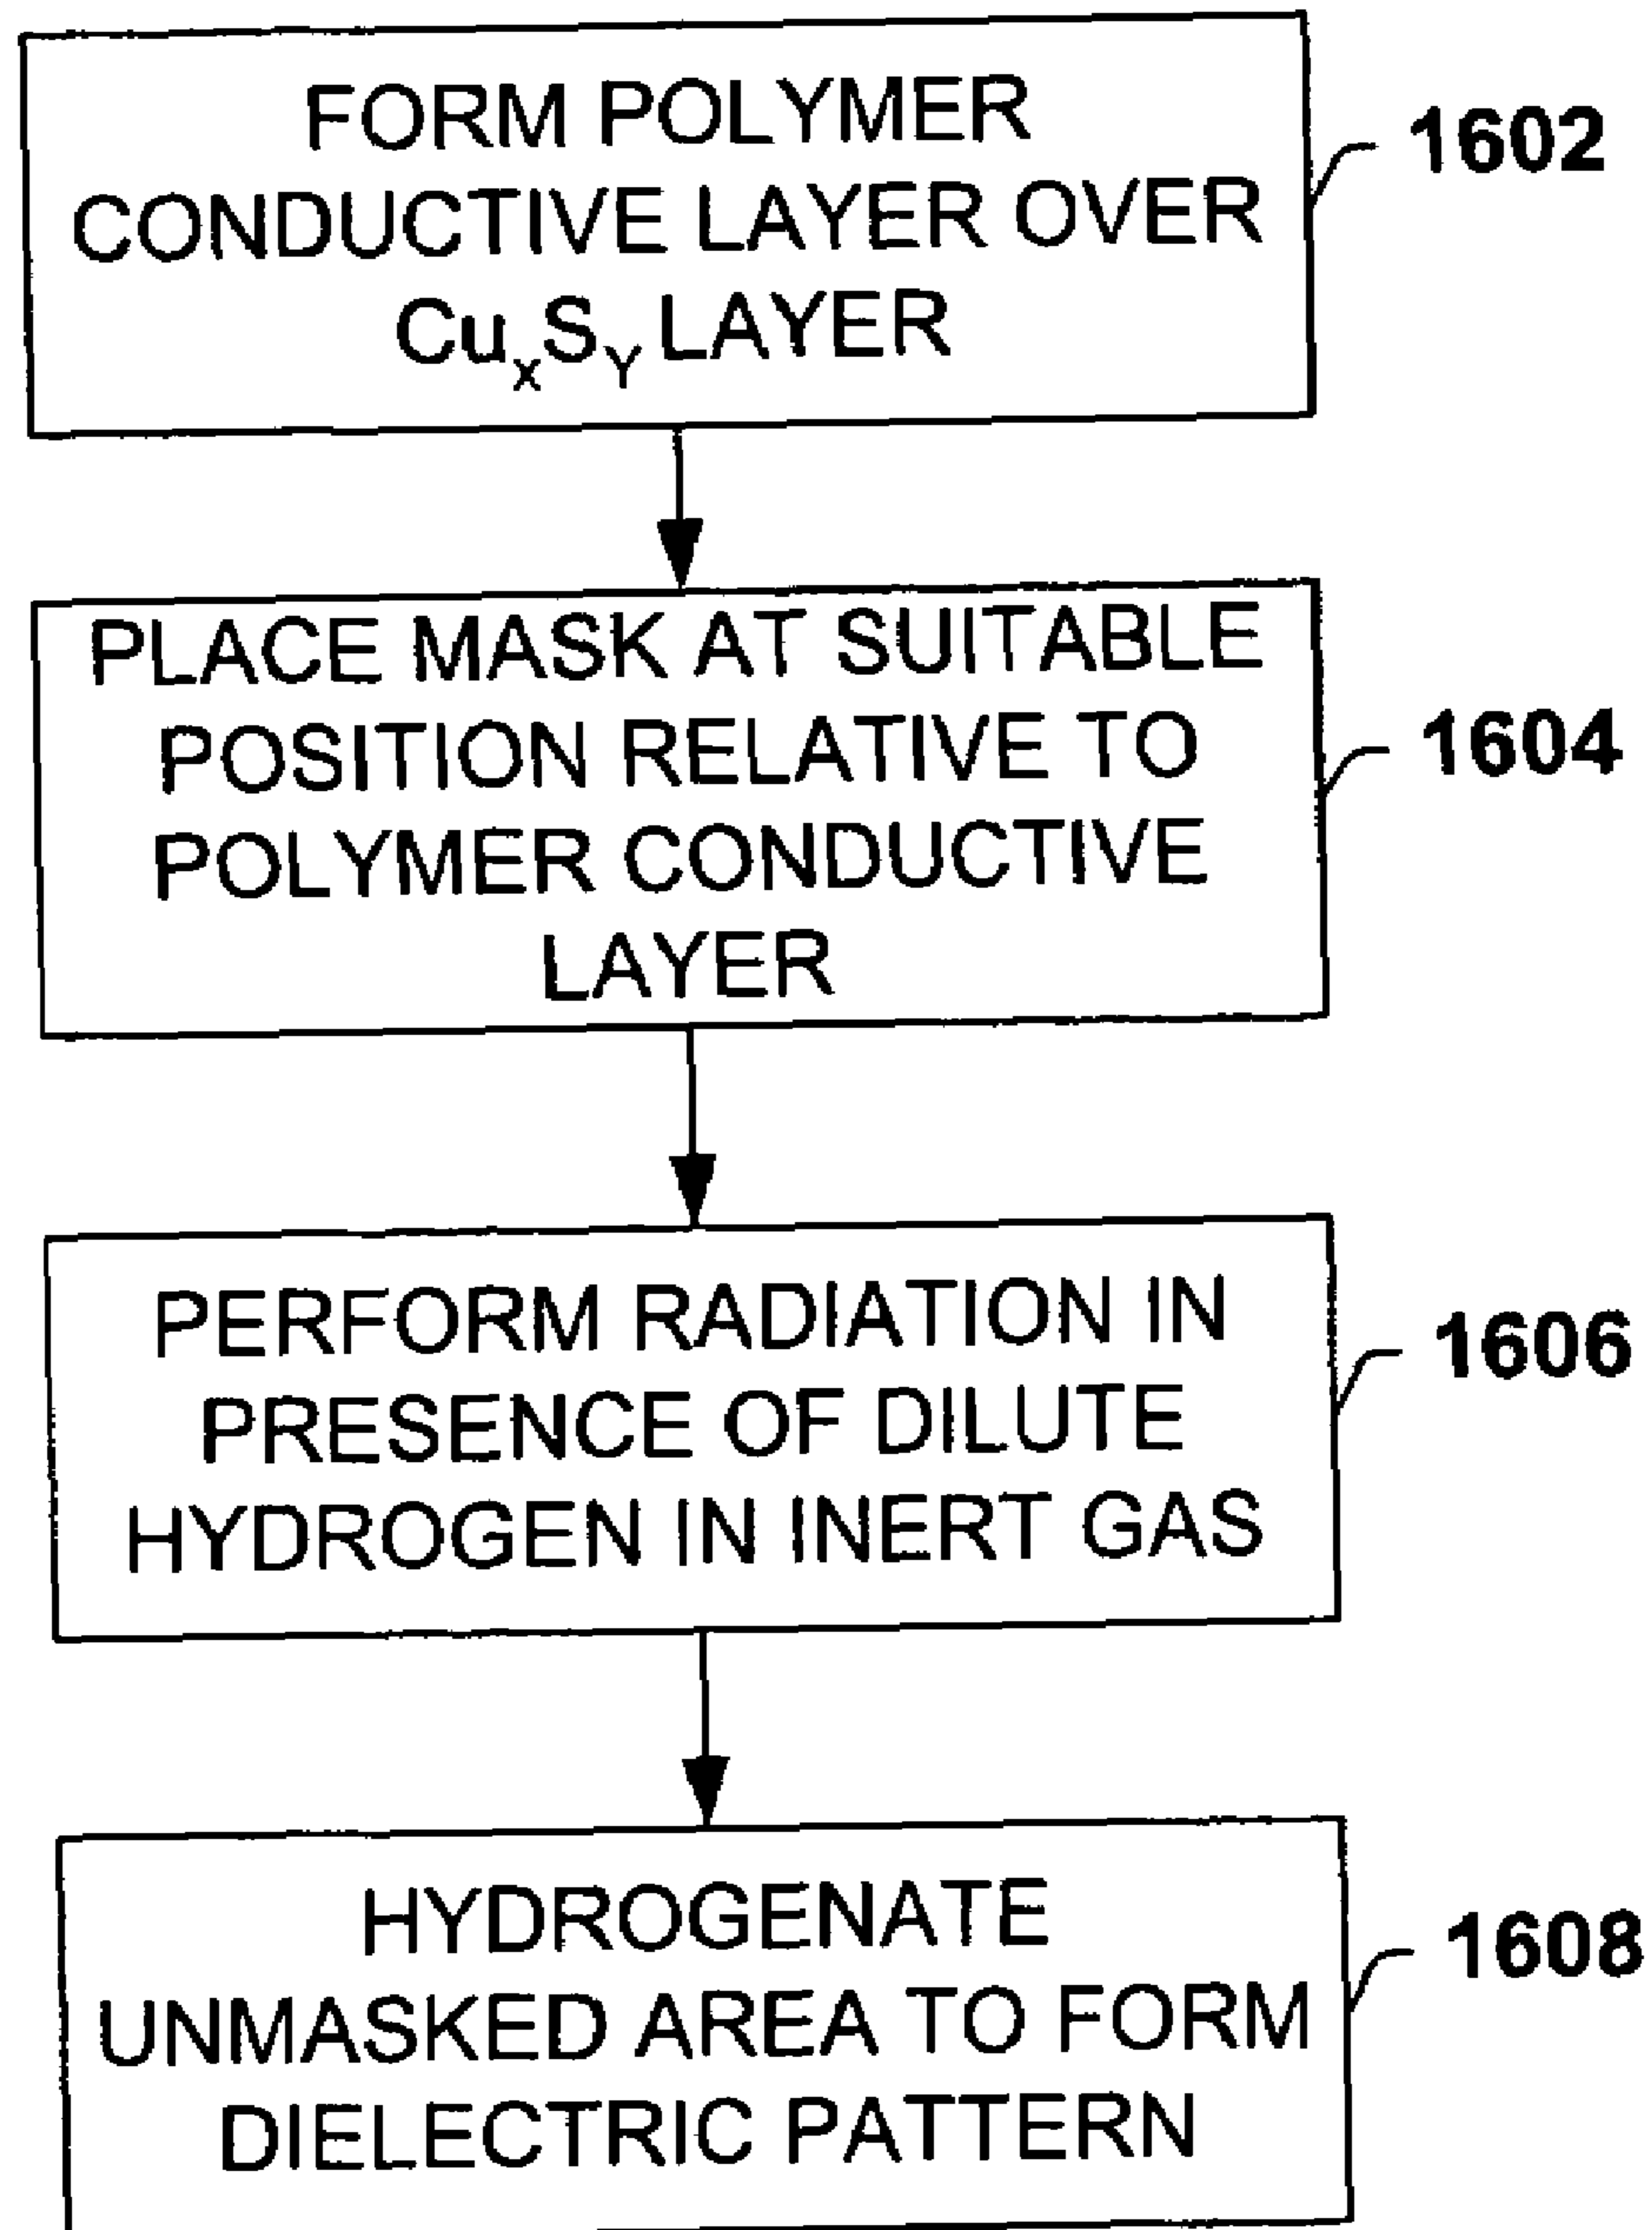 FORM POLYMER
CONDUCTIVE LAYER OVER
CuₓS_Y LAYER
1602
PLACE MASK AT SUITABLE
POSITION RELATIVE TO
POLYMER CONDUCTIVE
LAYER
1604
PERFORM RADIATION IN
PRESENCE OF DILUTE
HYDROGEN IN INERT GAS
1606
HYDROGENATE
UNMASKED AREA TO FORM
DIELECTRIC PATTERN
1608